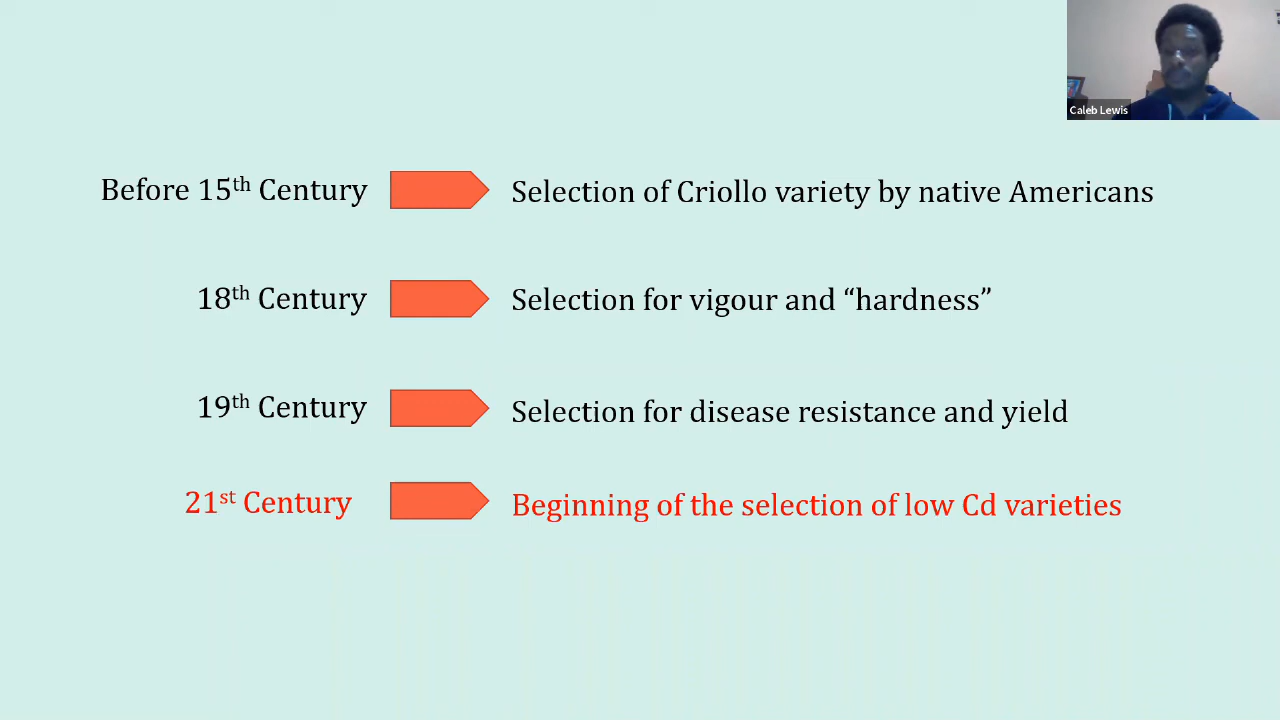 Caleb Lewis
Before 15th Century
Selection of Criollo variety by native Americans
18th Century
Selection for vigour and “hardness”
19th Century
Selection for disease resistance and yield
21st Century
Beginning of the selection of low Cd varieties